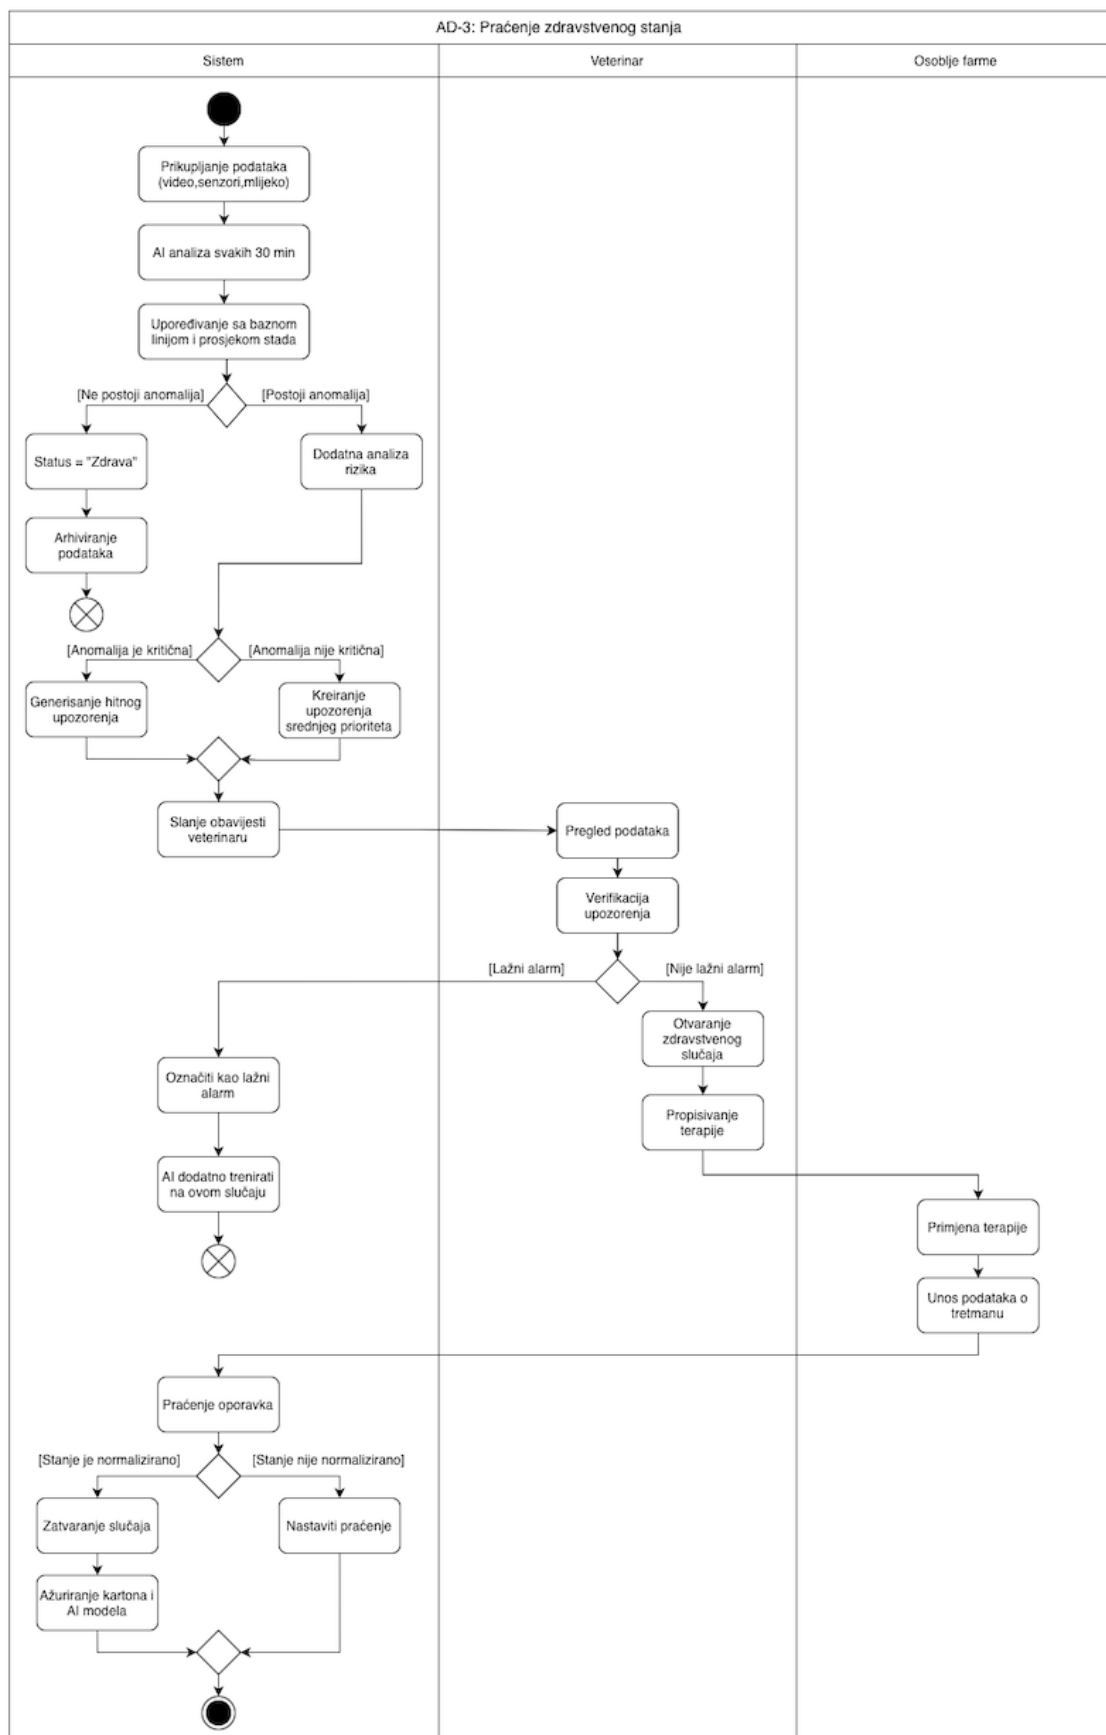 AD-3: Praćenje zdravstvenog stanja
Sistem
Veterinar
Osoblje farme
Prikupljanje podataka
(video,senzori,mlijeko)
AI analiza svakih 30 min
Upoređivanje sa baznom
linijom i prosjekom stada
[Ne postoji anomalija]
[Postoji anomalija]
Status = "Zdrava"
Dodatna analiza
rizika
Arhiviranje
podataka
[Anomalija je kritična]
[Anomalija nije kritična]
Generisanje hitnog
upozorenja
Kreiranje
upozorenja
srednjeg prioriteta
Slanje obavijesti
veterinaru
Pregled podataka
Verifikacija
upozorenja
[Lažni alarm]
[Nije lažni alarm]
Otvaranje
zdravstvenog
slučaja
Označiti kao lažni
alarm
Propisivanje
terapije
AI dodatno trenirati
na ovom slučaju
Primjena terapije
Unos podataka o
tretmanu
Praćenje oporavka
[Stanje je normalizirano]
[Stanje nije normalizirano]
Zatvaranje slučaja
Nastaviti praćenje
Ažuriranje kartona i
AI modela